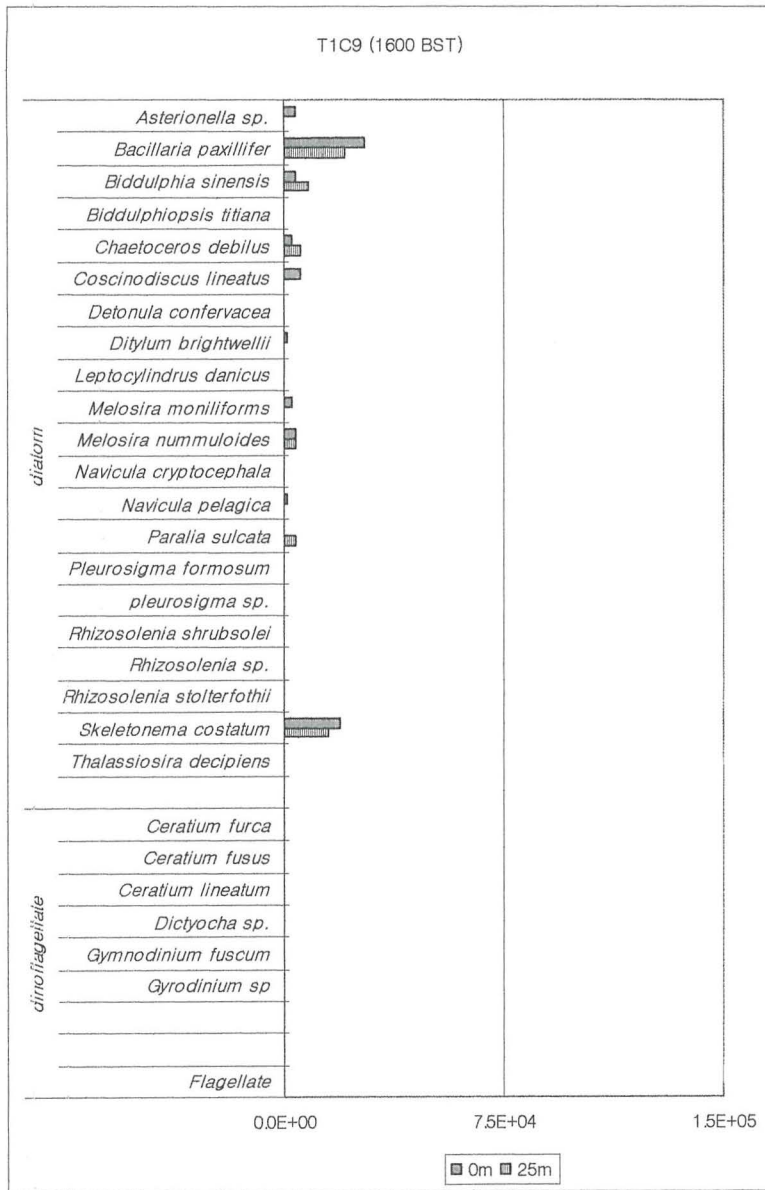 T1C9 (1600 BST)
diatom
Asterionella sp.
Bacillaria paxillifer
Biddulphia sinensis
Biddulphiopsis titiana
Chaetoceros debilus
Coscinodiscus lineatus
Detonula confervacea
Ditylum brightwellii
Leptocylindrus danicus
Melosira moniliforms
Melosira nummuloides
Navicula cryptocephala
Navicula pelagica
Paralia sulcata
Pleurosigma formosum
pleurosigma sp.
Rhizosolenia shrubsolei
Rhizosolenia sp.
Rhizosolenia stolterfothii
Skeletonema costatum
Thalassiosira decipiens
dinoflagellate
Ceratium furca
Ceratium fusus
Ceratium lineatum
Dictyocha sp.
Gymnodinium fuscum
Gyrodinium sp
Flagellate
0.0E+00 7.5E+04 1.5E+05
0m 25m